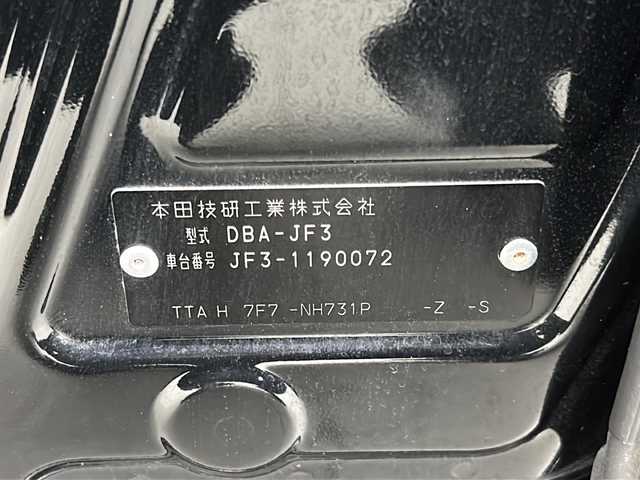 本田技研工業株式会社
型式 DBA-JF3
車台番号 JF3-1190072
TTA H 7F7 -NH731P -Z -S